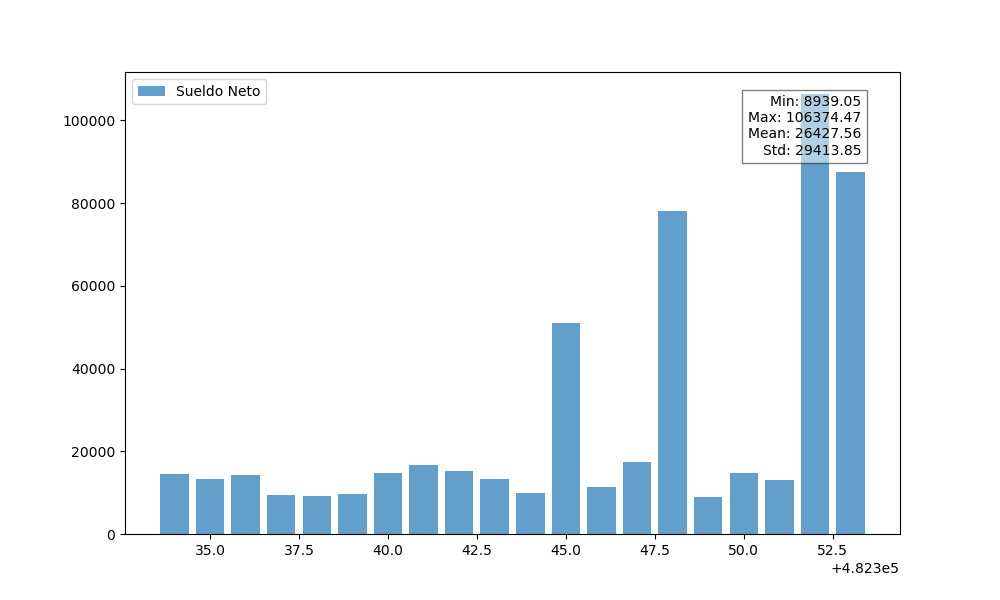 Sueldo Neto
Min: 8939.05
Max: 106374.47
Mean: 26427.56
Std: 29413.85
100000
80000
60000
40000
20000
0
35.0 37.5 40.0 42.5 45.0 47.5 50.0 52.5
+4.823e5